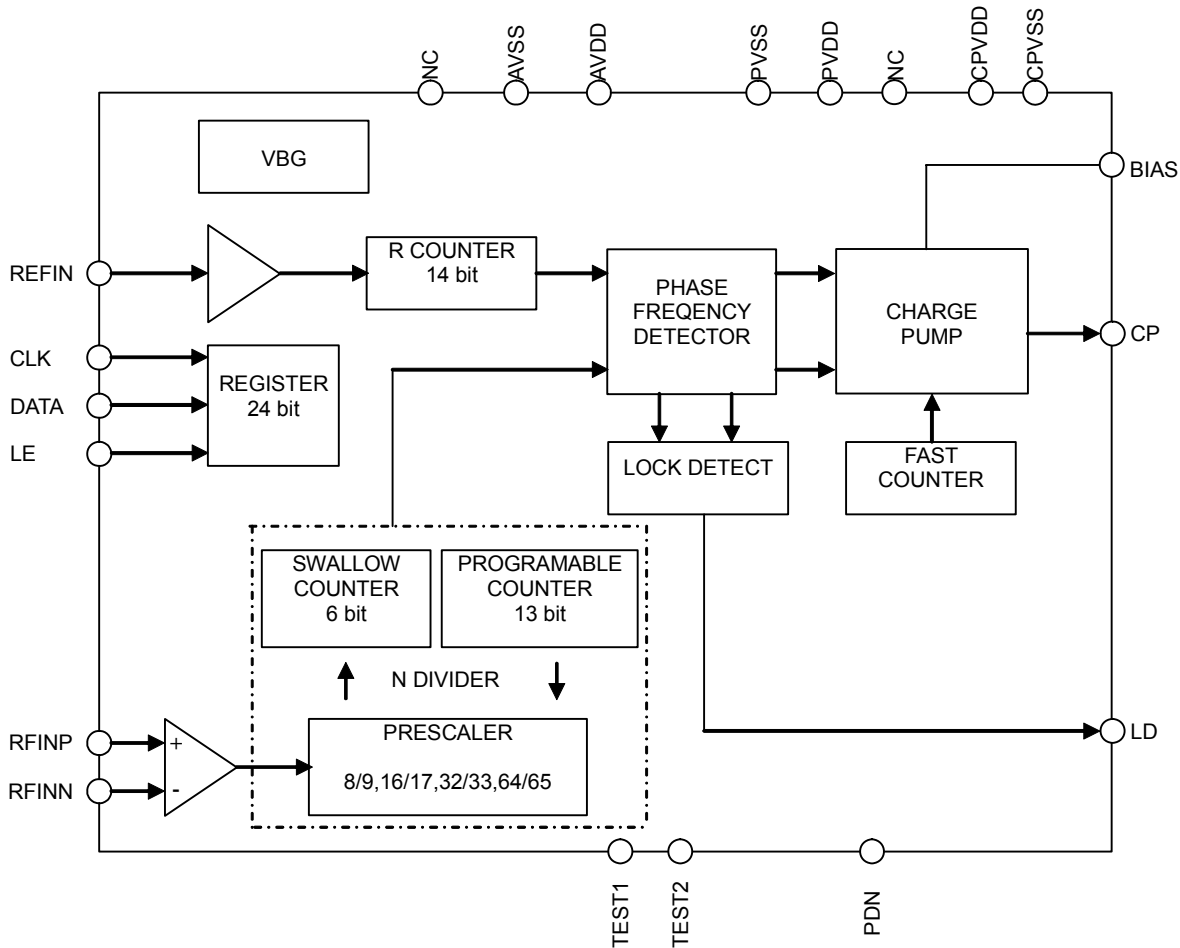 NC
AVSS
AVDD
PVSS
PVDD
NC
CPVDD
CPVSS
VBG
BIAS
REFIN
R COUNTER
14 bit
PHASE
FREQENCY
DETECTOR
CHARGE
PUMP
CP
CLK
DATA
LE
REGISTER
24 bit
LOCK DETECT
FAST
COUNTER
SWALLOW
COUNTER
6 bit
PROGRAMABLE
COUNTER
13 bit
N DIVIDER
RFINP
RFINN
+
-
PRESCALER
8/9,16/17,32/33,64/65
LD
TEST1
TEST2
PDN